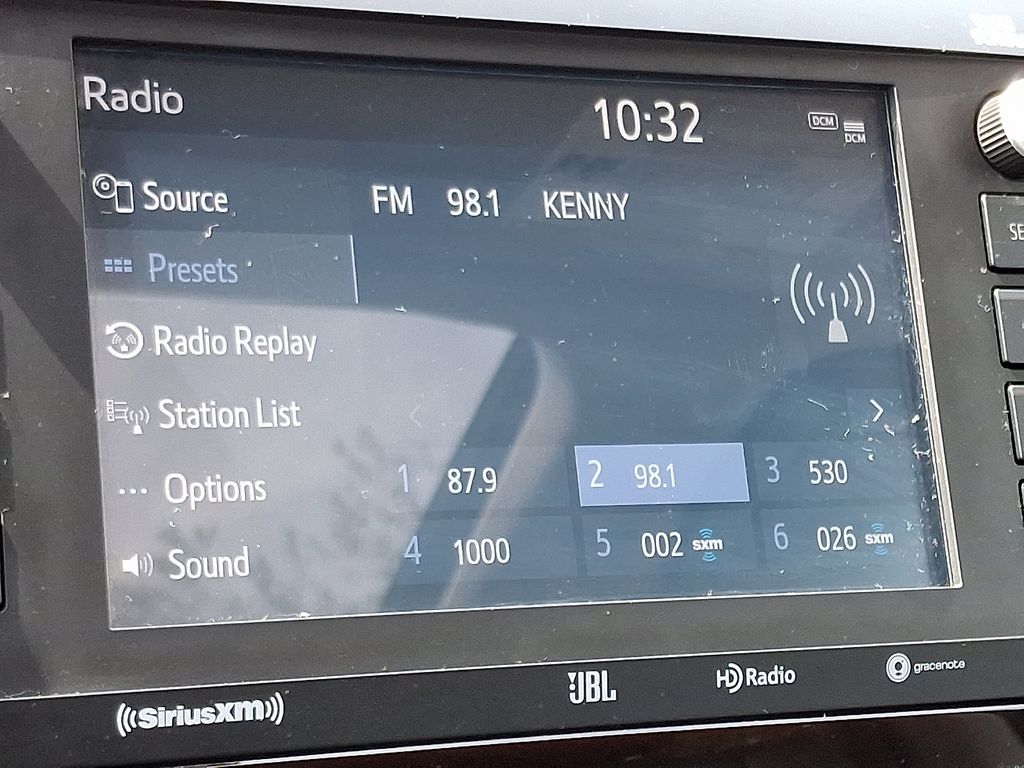 Radio
10:32
DCM
DCM
Source
FM 98.1 KENNY
Presets
Radio Replay
Station List
Options
1 87.9
2 98.1
3 530
Sound
4 1000
5 002 sxm
6 026 sxm
SE
((SiriusXM))
JBL
HD Radio
gracenote